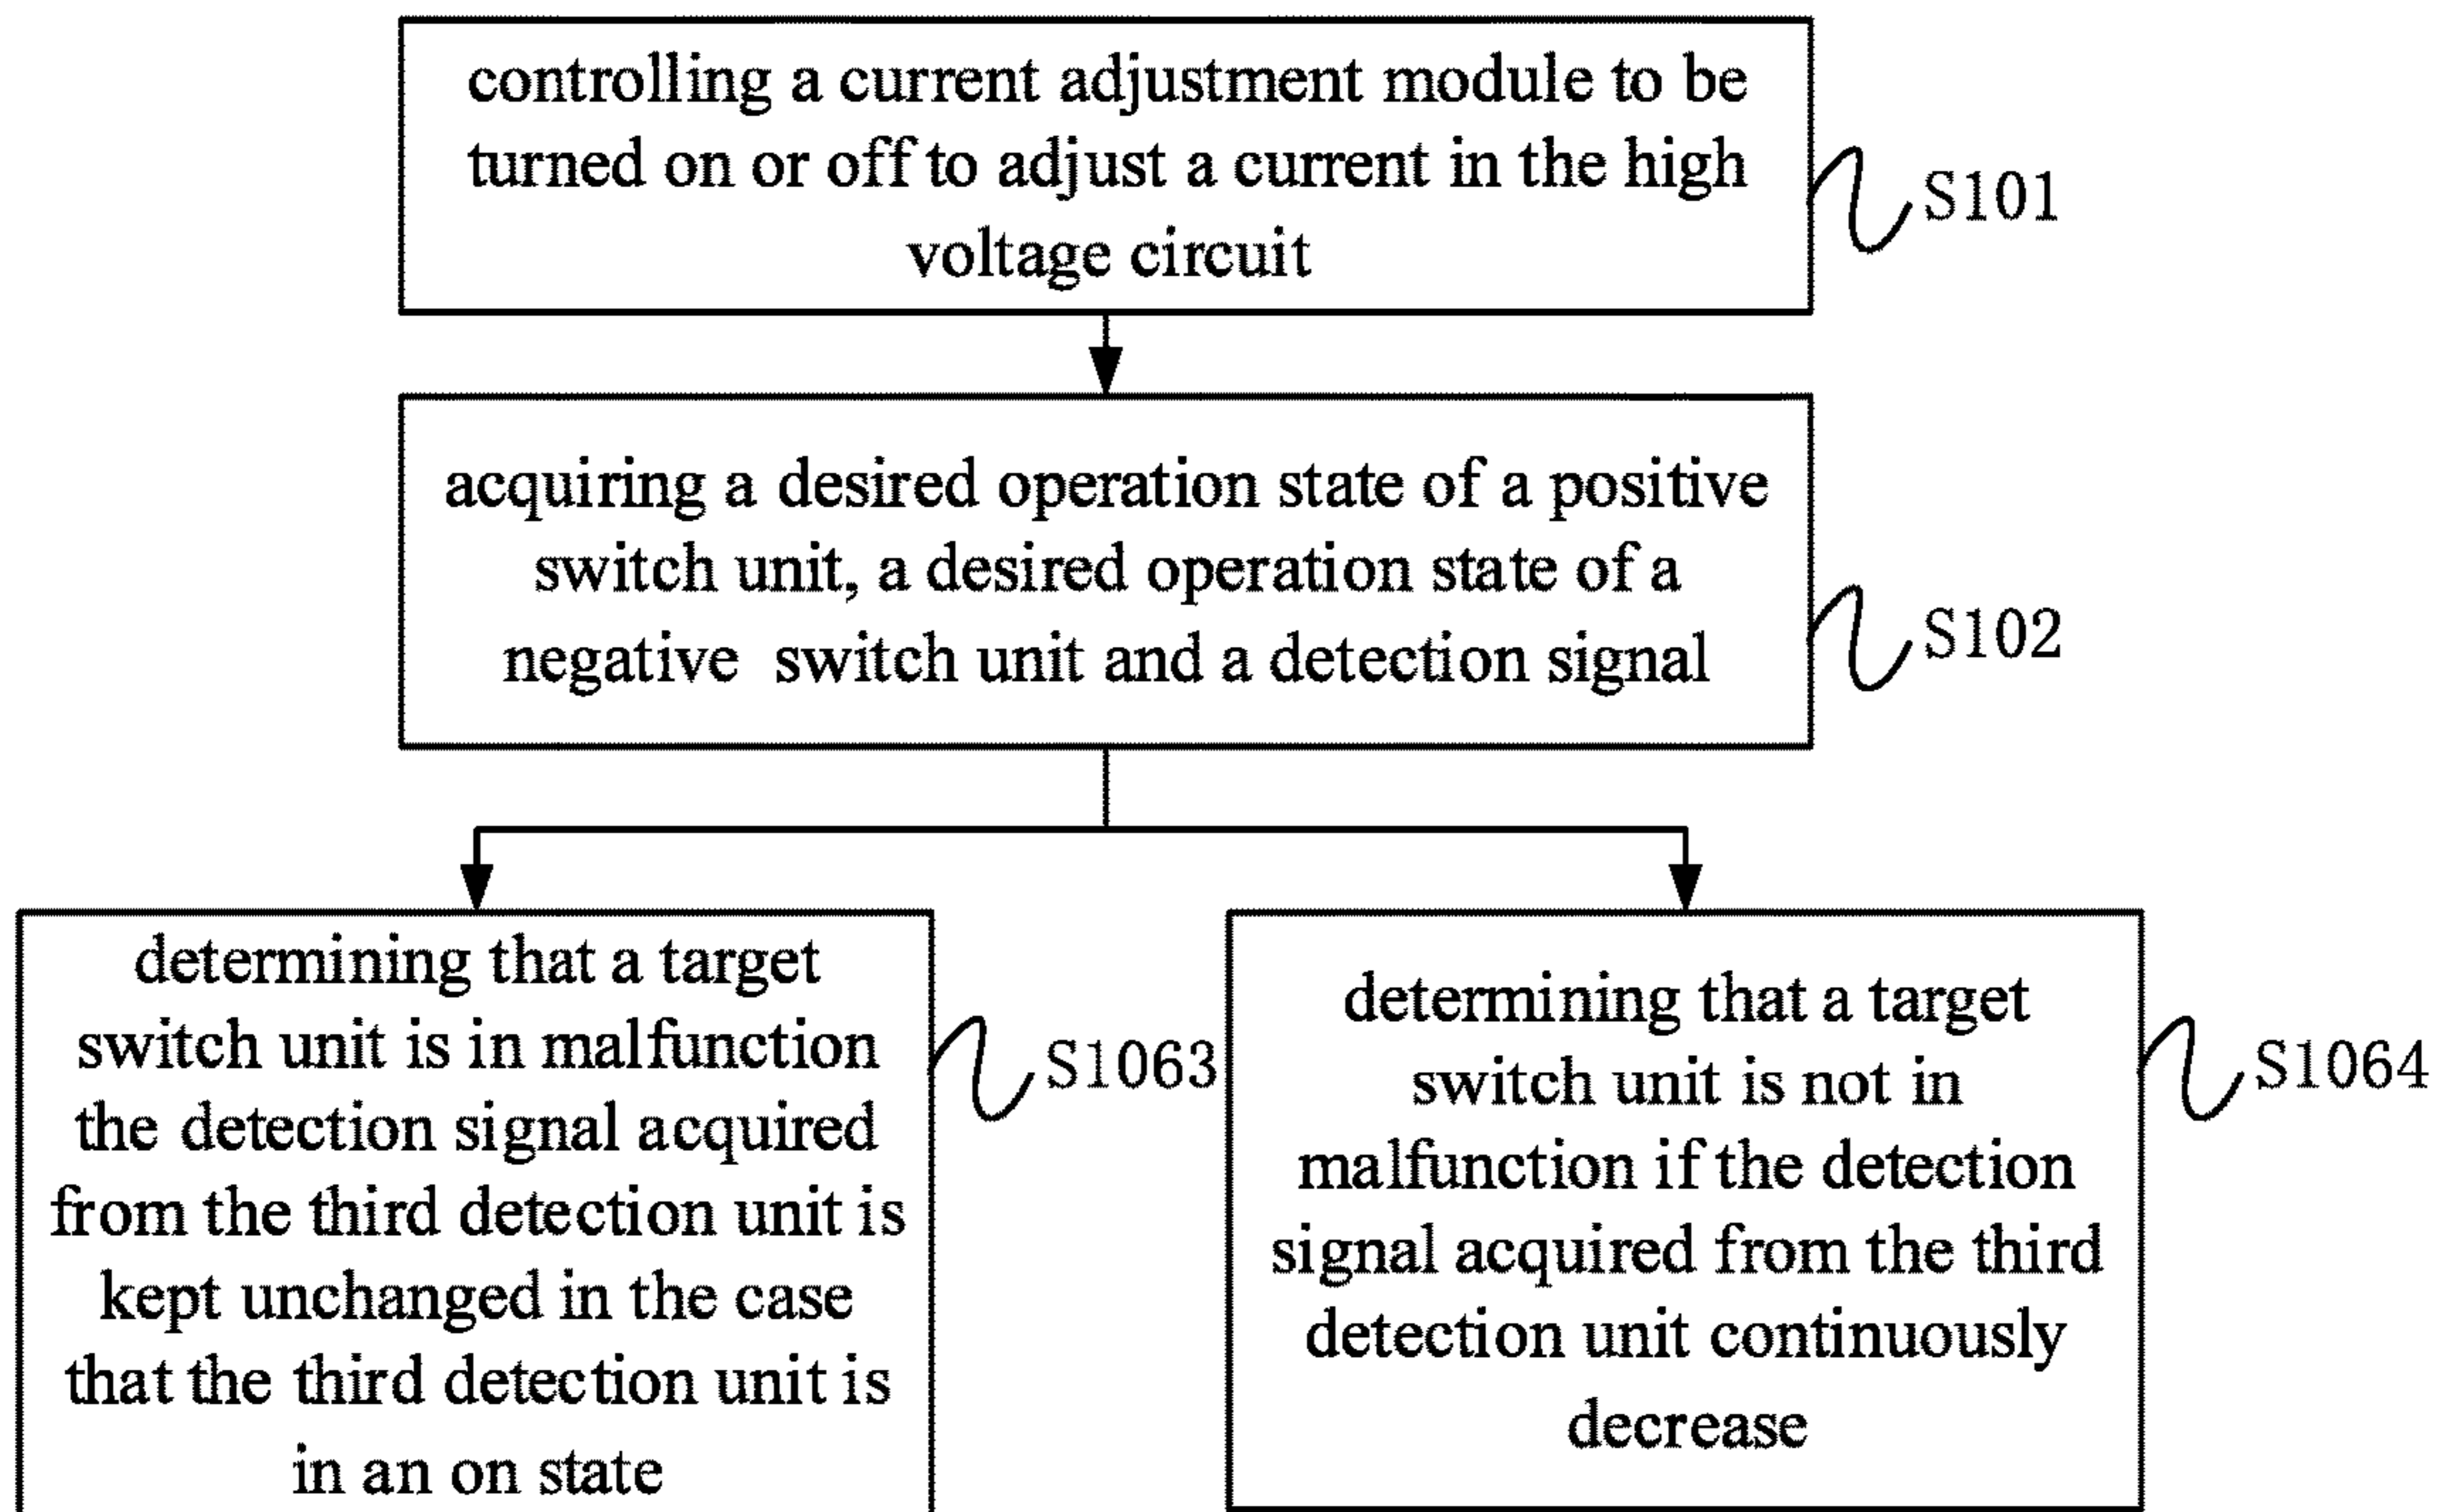 controlling a current adjustment module to be
turned on or off to adjust a current in the high
voltage circuit
S101
acquiring a desired operation state of a positive
switch unit, a desired operation state of a
negative switch unit and a detection signal
S102
determining that a target
switch unit is in malfunction
the detection signal acquired
from the third detection unit is
kept unchanged in the case
that the third detection unit is
in an on state
S1063
determining that a target
switch unit is not in
malfunction if the detection
signal acquired from the third
detection unit continuously
decrease
S1064